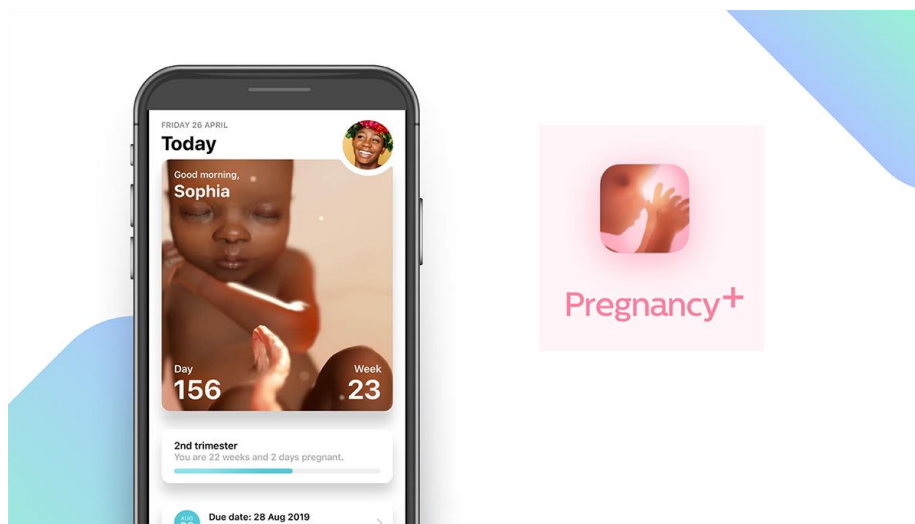 FRIDAY 26 APRIL
Today
Good morning,
Sophia
Day
156
Week
23
2nd trimester
You are 22 weeks and 2 days pregnant.
AUG
Due date: 28 Aug 2019
Pregnancy+